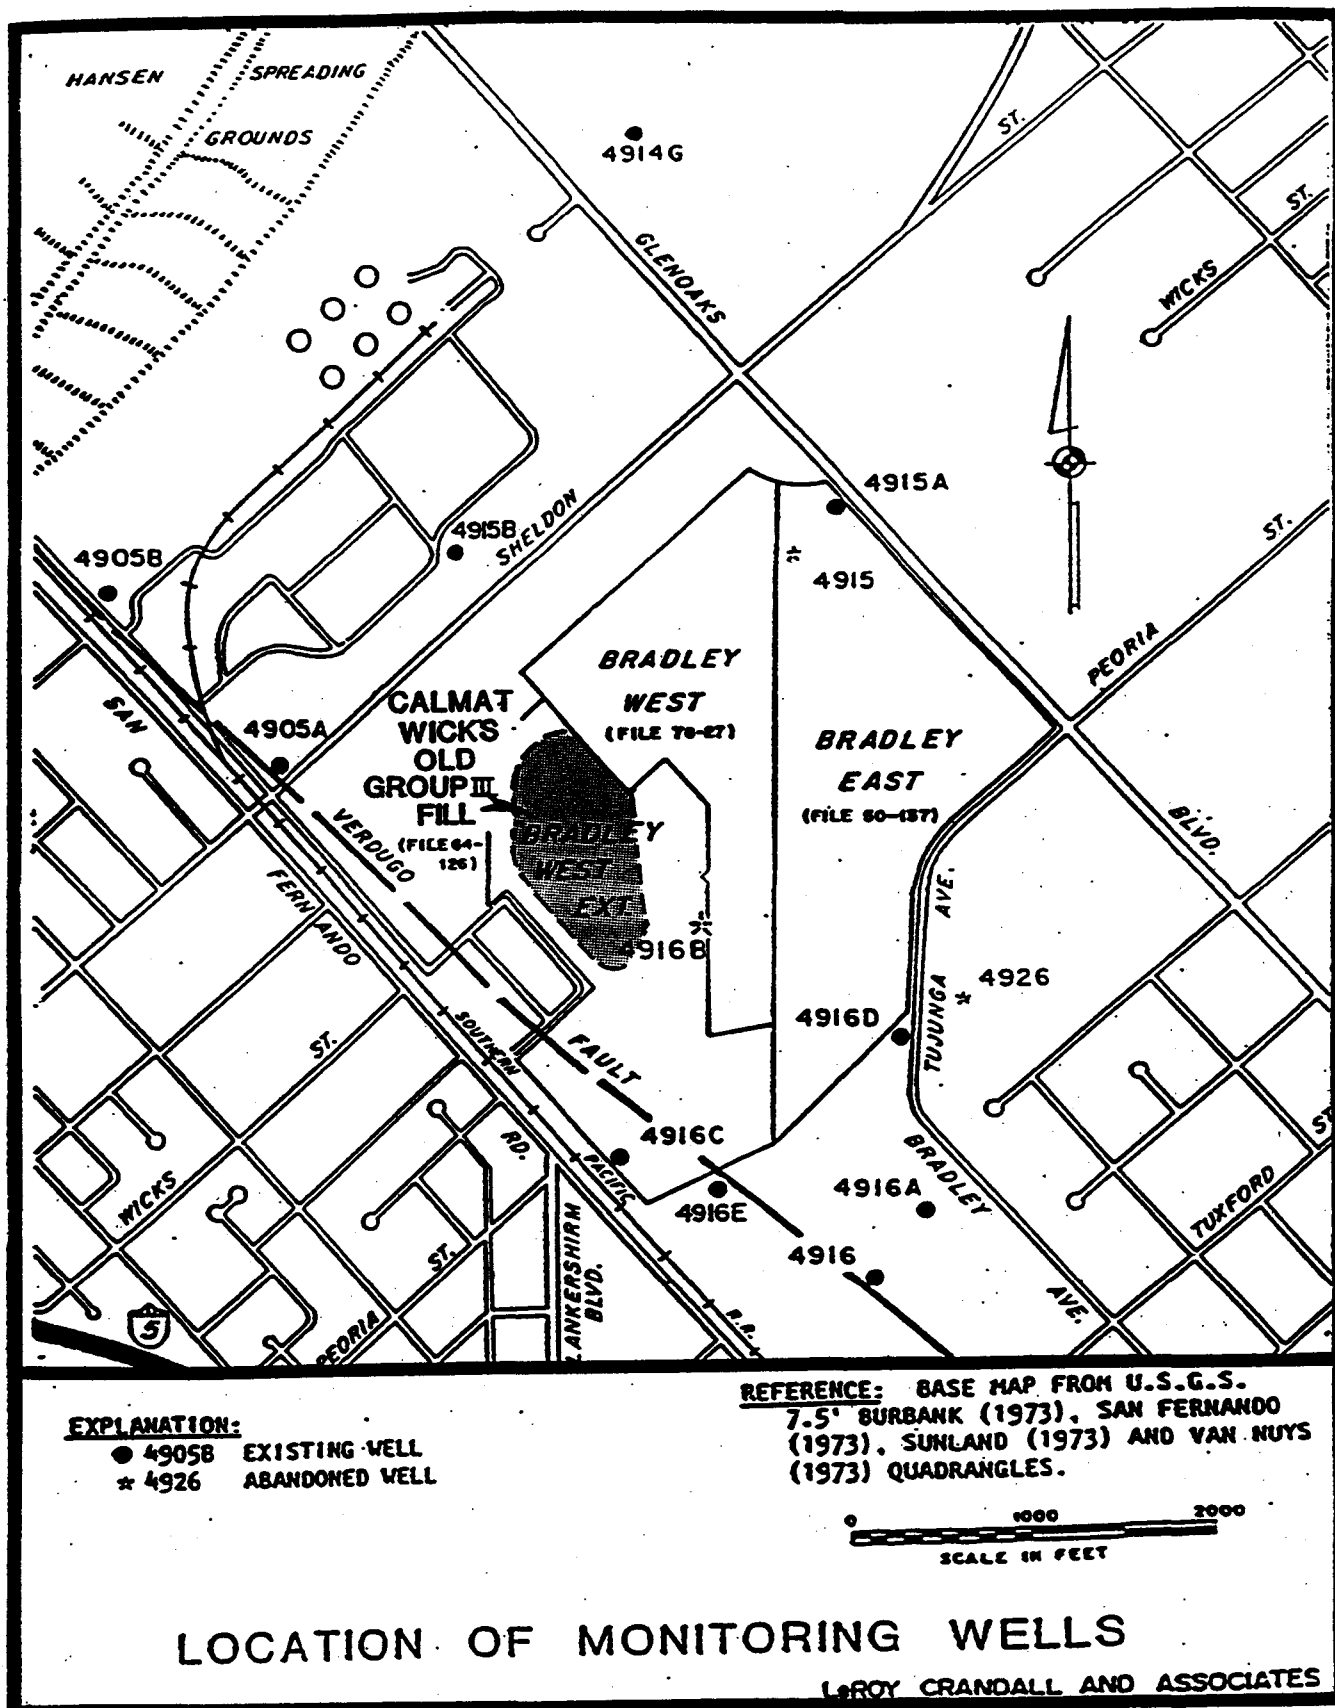 HANSEN SPREADING
GROUNDS
4914G
ST.
ST.
GLENOAKS
WICKS
4915A
4915B
SHELDON
4905B
4915
ST.
PEORIA
BRADLEY
WEST
(FILE 78-27)
CALMAT
WICK'S
OLD
GROUP III
FILL
(FILE 64-
126)
SAN
4905A
BRADLEY
EAST
(FILE 50-137)
VERDUGO
BRADLEY
WEST
EXT.
BLVD.
FERNANDO
4916B
AVE.
TUJUNGA
4926
4916D
ST.
SOUTHERN
FAULT
4916C
RD.
PACIFIC
BRADLEY
ST.
WICKS
4916A
4916E
TUXFORD
4916
ST.
LANKERSHIRM
BLVD.
AVE.
5
PEORIA
R.R.
EXPLANATION:
4905B EXISTING WELL
4926 ABANDONED WELL
REFERENCE: BASE MAP FROM U.S.G.S.
7.5' BURBANK (1973), SAN FERNANDO
(1973), SUNLAND (1973) AND VAN NUYS
(1973) QUADRANGLES.
0 1000 2000
SCALE IN FEET
LOCATION OF MONITORING WELLS
LeROY CRANDALL AND ASSOCIATES